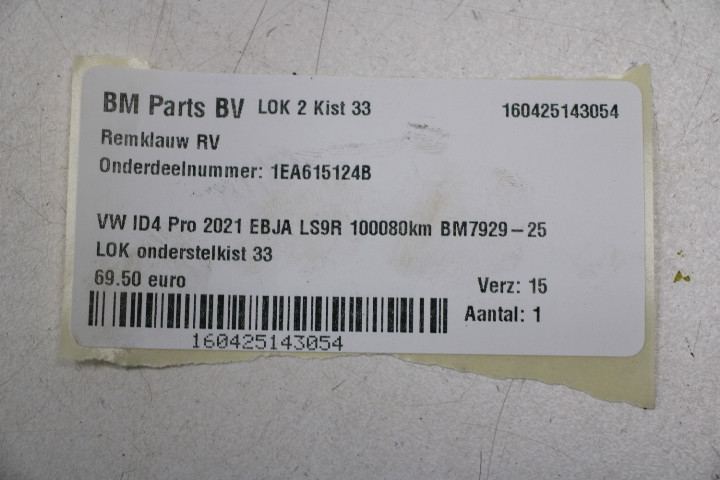 BM Parts BV LOK 2 Kist 33 160425143054
Remklauw RV
Onderdeelnummer: 1EA615124B
VW ID4 Pro 2021 EBJA LS9R 100080km BM7929-25
LOK onderstelkist 33
69.50 euro Verz: 15
Aantal: 1
160425143054